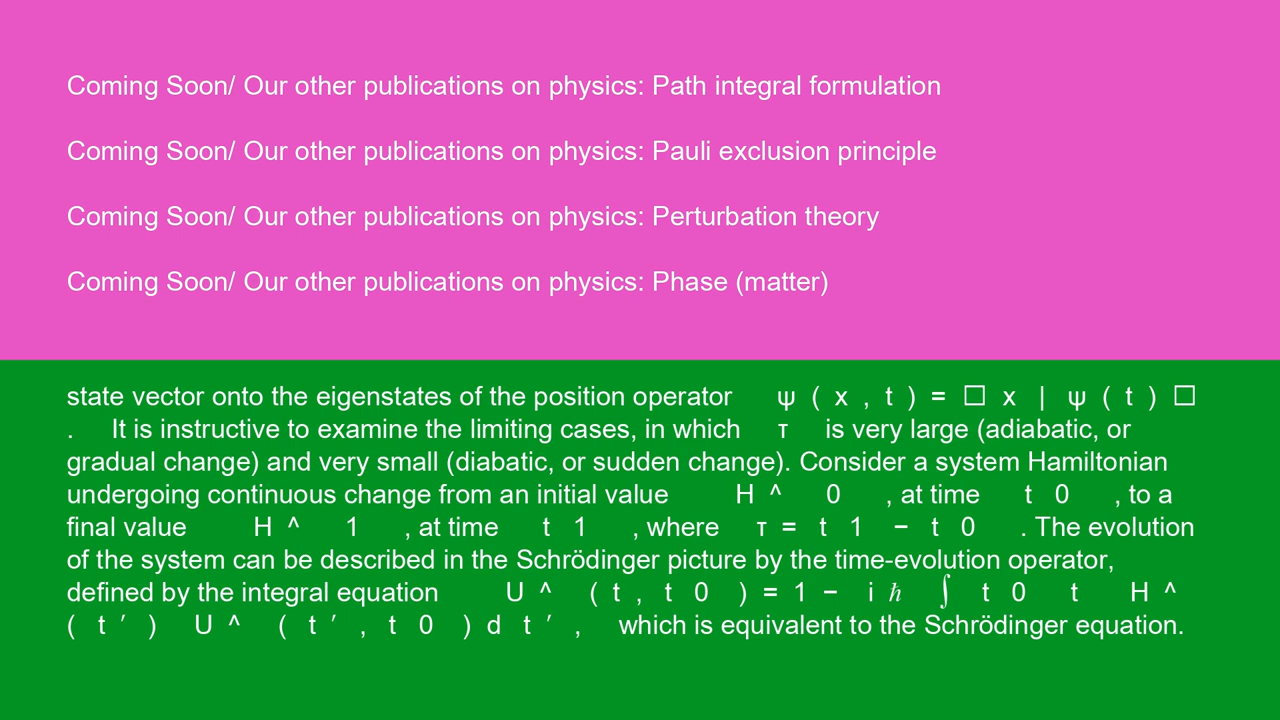 Coming Soon/ Our other publications on physics: Path integral formulation
Coming Soon/ Our other publications on physics: Pauli exclusion principle
Coming Soon/ Our other publications on physics: Perturbation theory
Coming Soon/ Our other publications on physics: Phase (matter)
state vector onto the eigenstates of the position operator ψ ( x , t ) = □ x | ψ ( t ) □
. It is instructive to examine the limiting cases, in which τ is very large (adiabatic, or
gradual change) and very small (diabatic, or sudden change). Consider a system Hamiltonian
undergoing continuous change from an initial value H ^ 0 , at time t 0 , to a
final value H ^ 1 , at time t 1 , where τ = t 1 − t 0 . The evolution
of the system can be described in the Schrödinger picture by the time-evolution operator,
defined by the integral equation U ^ ( t , t 0 ) = 1 − i ℏ ∫ t 0 t H ^
( t ′ ) U ^ ( t ′ , t 0 ) d t ′ , which is equivalent to the Schrödinger equation.